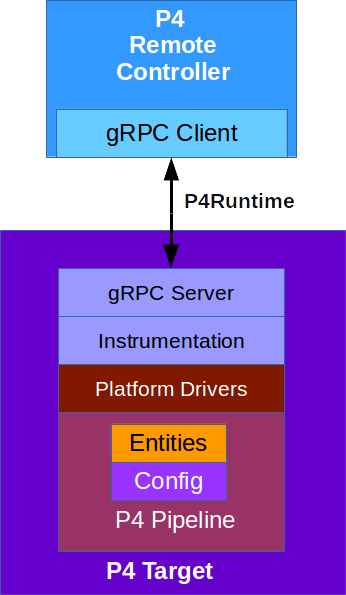 P4
Remote
Controller
gRPC Client
P4Runtime
gRPC Server
Instrumentation
Platform Drivers
Entities
Config
P4 Pipeline
P4 Target